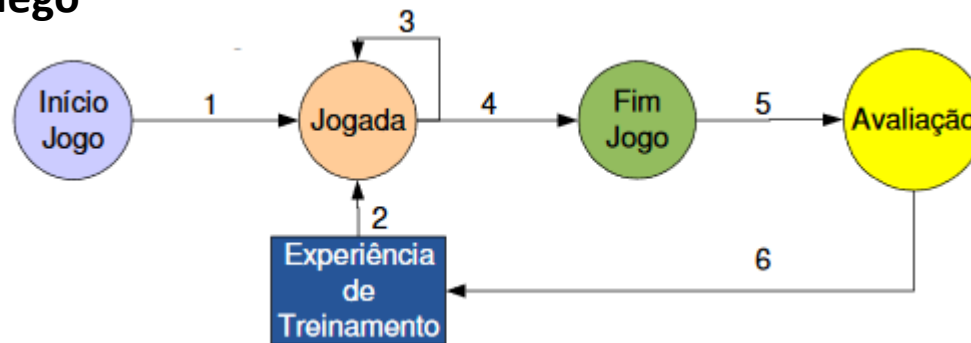 3
Início
Jogo
1
Jogada
4
Fim
Jogo
5
Avaliação
2
Experiência
de
Treinamento
6